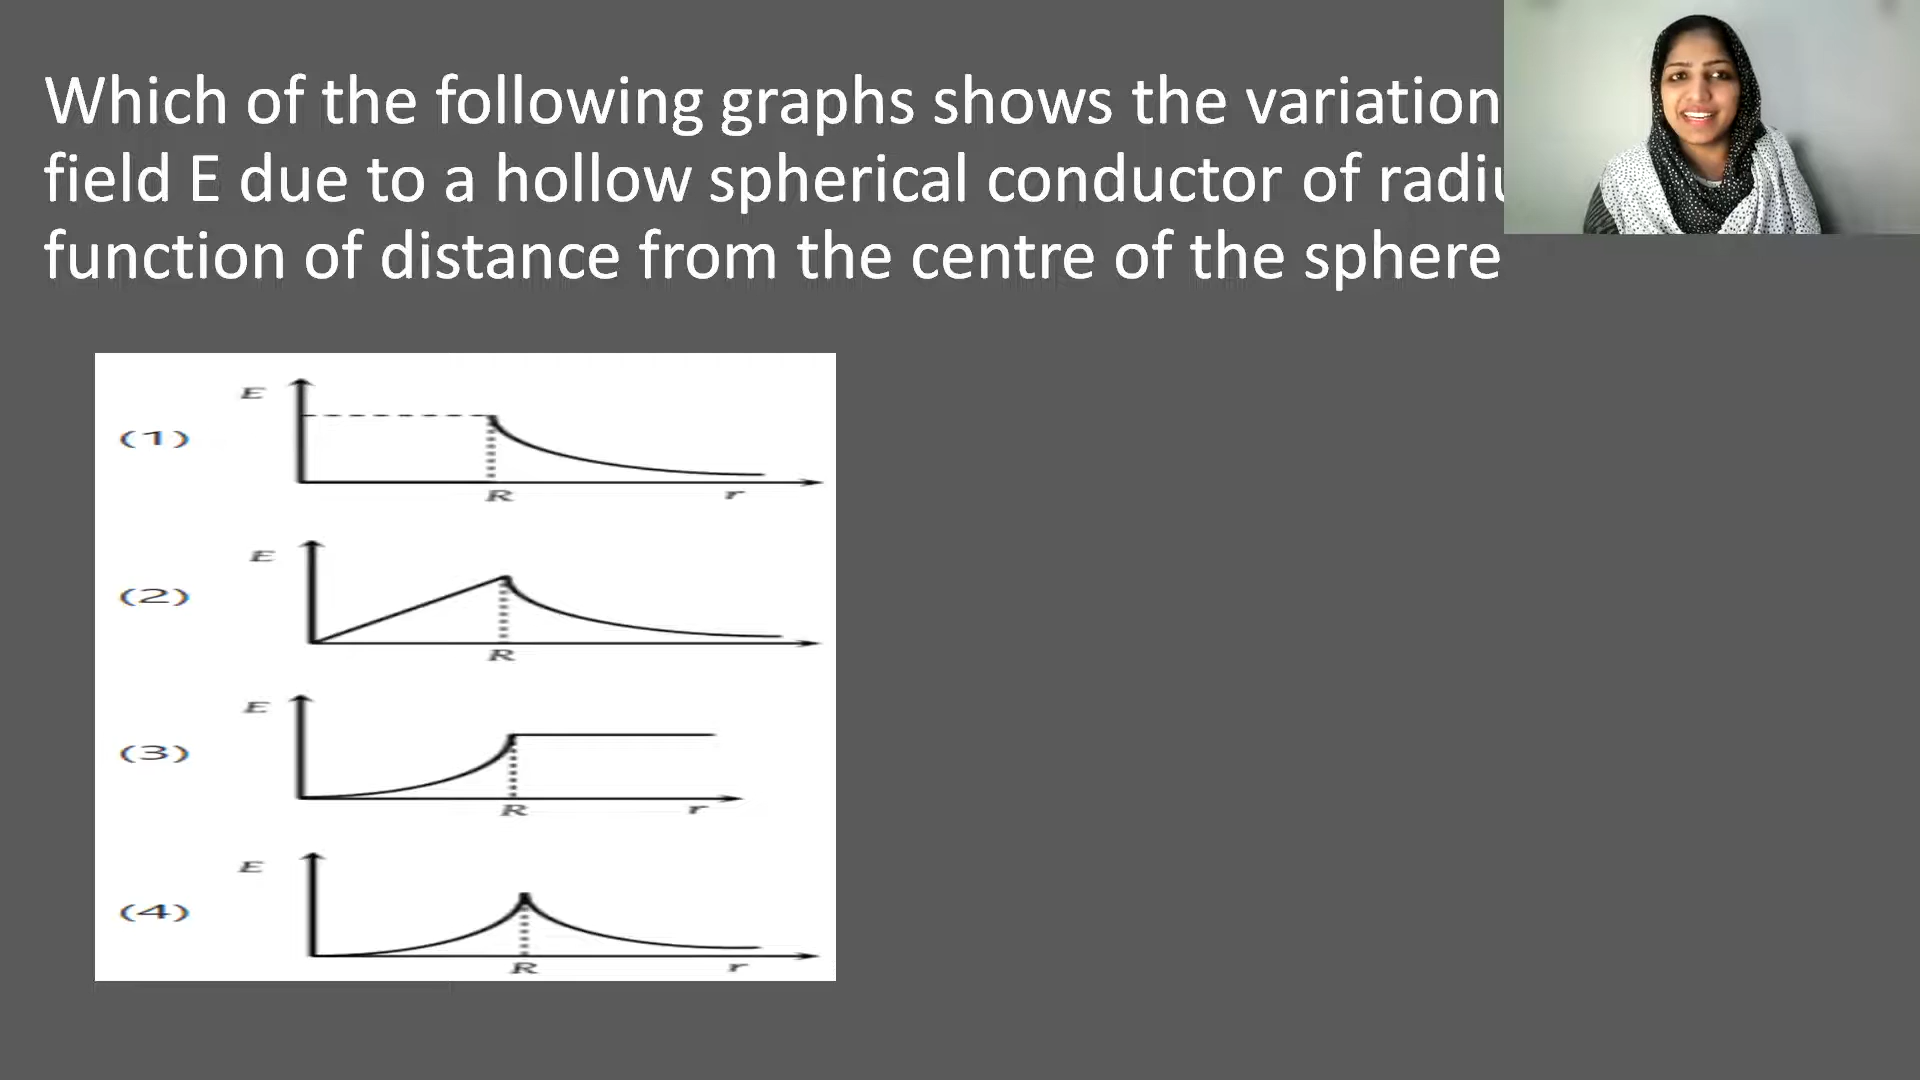 Which of the following graphs shows the variation
field E due to a hollow spherical conductor of
function of distance from the centre of the sphere
E
(1)
R r
E
(2)
R
E
(3)
R r
E
(4)
R r